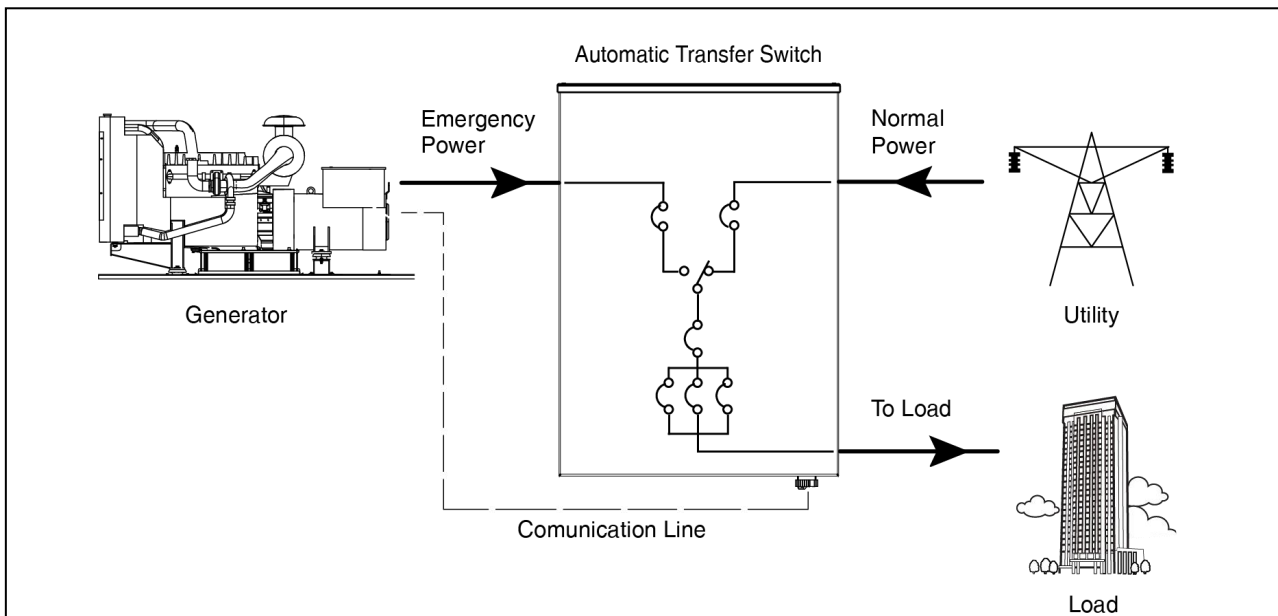 Automatic Transfer Switch
Emergency
Power
Normal
Power
Generator
Utility
To Load
Comunication Line
Load